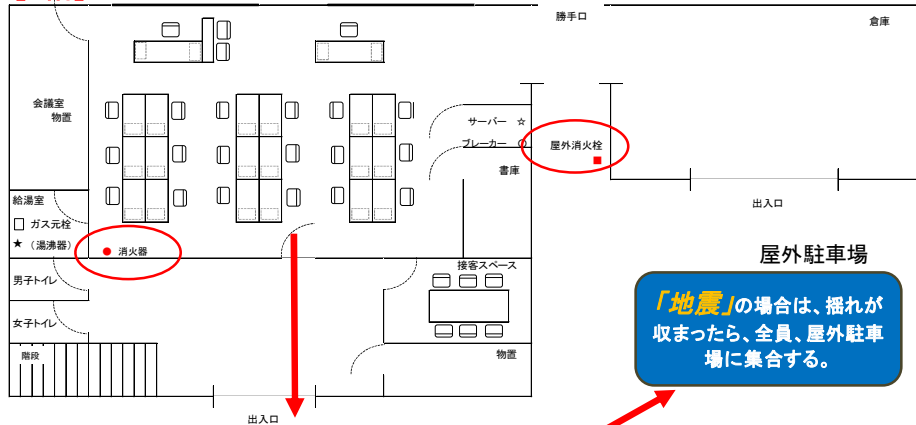 勝手口
倉庫
会議室
物置
サーバー ☆
ブレーカー ○
屋外消火栓
書庫
給湯室
ガス元栓
★ (湯沸器)
消火器
出入口
屋外駐車場
男子トイレ
接客スペース
女子トイレ
階段
物置
「地震」の場合は、揺れが
収まったら、全員、屋外駐車
場に集合する。
出入口